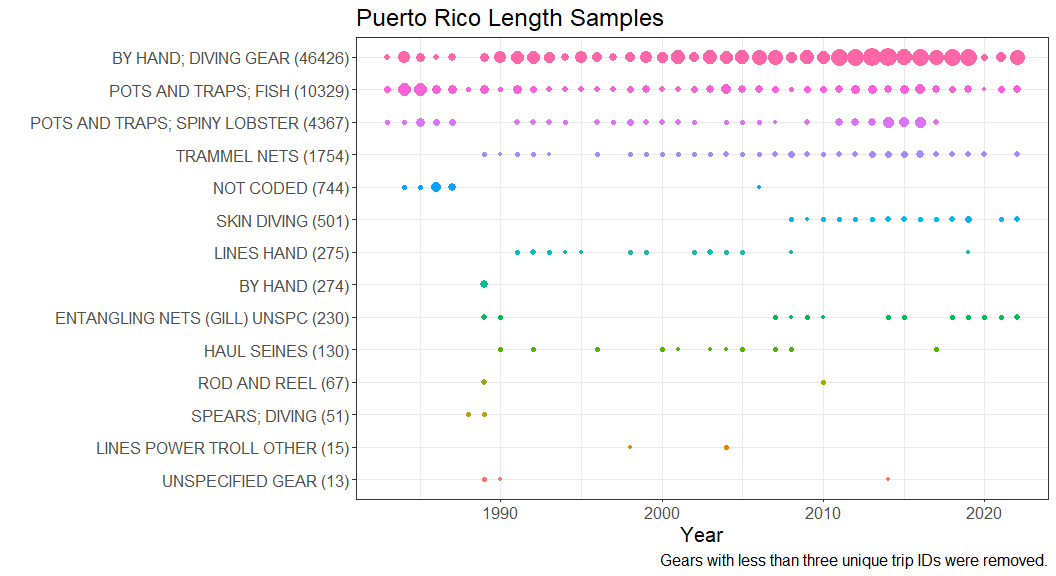 Puerto Rico Length Samples
BY HAND; DIVING GEAR (46426)
POTS AND TRAPS; FISH (10329)
POTS AND TRAPS; SPINY LOBSTER (4367)
TRAMMEL NETS (1754)
NOT CODED (744)
SKIN DIVING (501)
LINES HAND (275)
BY HAND (274)
ENTANGLING NETS (GILL) UNSPC (230)
HAUL SEINES (130)
ROD AND REEL (67)
SPEARS; DIVING (51)
LINES POWER TROLL OTHER (15)
UNSPECIFIED GEAR (13)
1990 2000 2010 2020
Year
Gears with less than three unique trip IDs were removed.